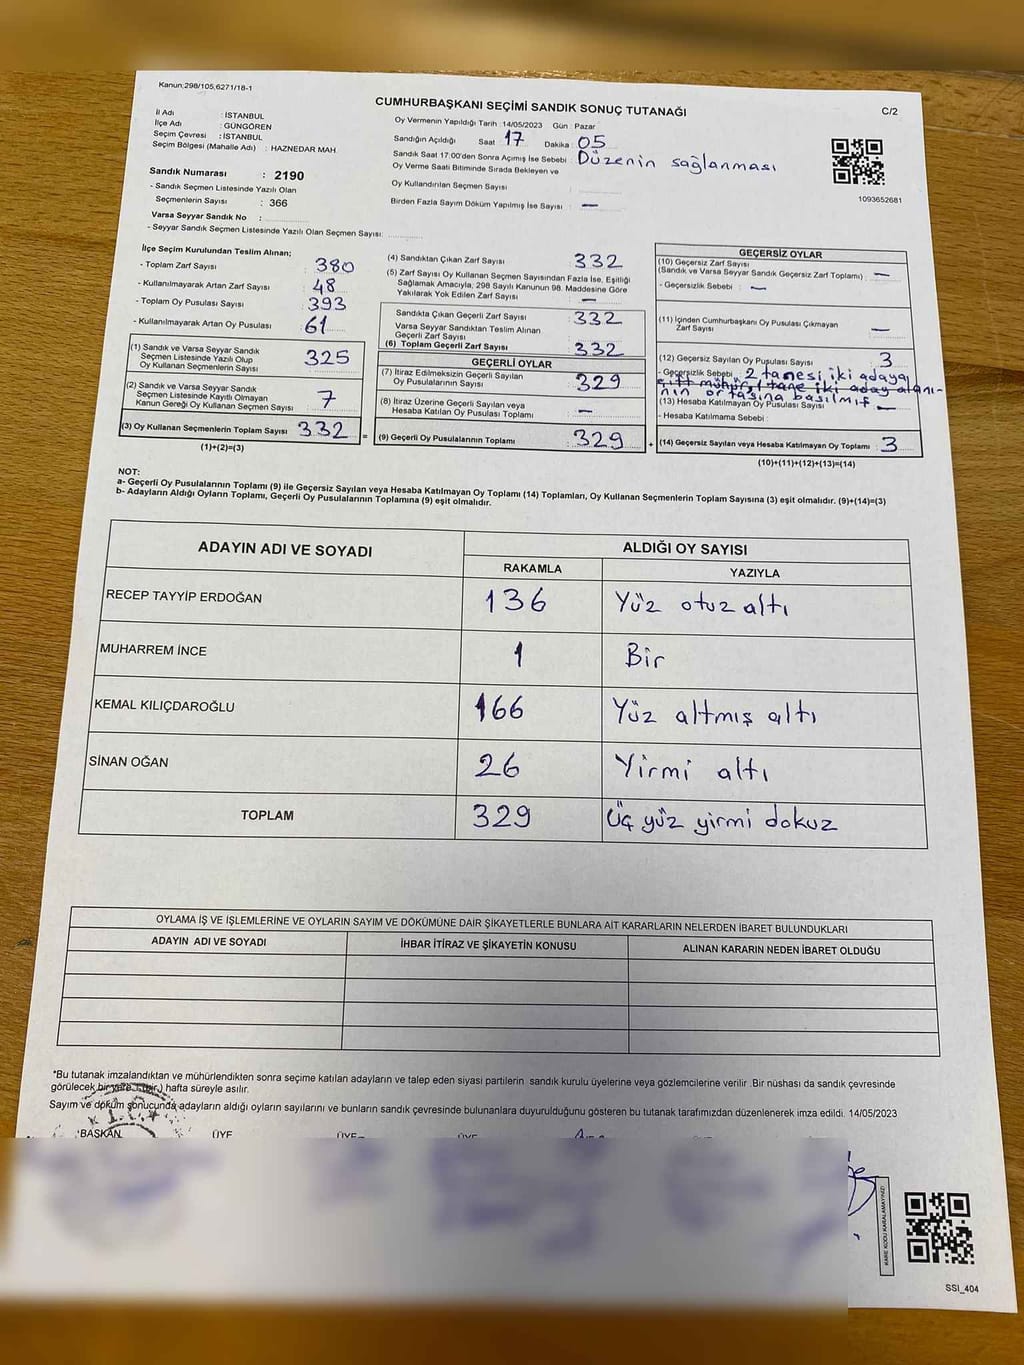 Kanun;298/105,6271/18-1
CUMHURBAŞKANI SEÇİMİ SANDIK SONUÇ TUTANAĞI
C/2
İl Adı : İSTANBUL
İlçe Adı : GÜNGÖREN
Seçim Çevresi : İSTANBUL
Seçim Bölgesi (Mahalle Adı) : HAZNEDAR MAH.
Sandık Numarası : 2190
- Sandık Seçmen Listesinde Yazılı Olan
Seçmenlerin Sayısı : 366
Varsa Seyyar Sandık No :
- Seyyar Sandık Seçmen Listesinde Yazılı Olan Seçmen Sayısı:
Oy Vermenin Yapıldığı Tarih : 14/05/2023 Gün : Pazar
Sandığın Açıldığı Saat 17 Dakika : 05
Sandık Saat 17:00'den Sonra Açımış İse Sebebi : Düzenin sağlanması
Oy Verme Saati Bitiminde Sırada Bekleyen ve
Oy Kullandırılan Seçmen Sayısı :
Birden Fazla Sayım Döküm Yapılmış İse Sayısı : —
1093652681
İlçe Seçim Kurulundan Teslim Alınan;
- Toplam Zarf Sayısı : 380
- Kullanılmayarak Artan Zarf Sayısı : 48
- Toplam Oy Pusulası Sayısı : 393
- Kullanılmayarak Artan Oy Pusulası : 61
(1) Sandık ve Varsa Seyyar Sandık
Seçmen Listesinde Yazılı Olup
Oy Kullanan Seçmenlerin Sayısı : 325
(2) Sandık ve Varsa Seyyar Sandık
Seçmen Listesinde Kayıtlı Olmayan
Kanun Gereği Oy Kullanan Seçmen Sayısı : 7
(3) Oy Kullanan Seçmenlerin Toplam Sayısı : 332 =
(1)+(2)=(3)
(4) Sandıktan Çıkan Zarf Sayısı : 332
(5) Zarf Sayısı Oy Kullanan Seçmen Sayısından Fazla İse, Eşitliği
Sağlamak Amacıyla, 298 Sayılı Kanunun 98. Maddesine Göre
Yakılarak Yok Edilen Zarf Sayısı : —
Sandıkta Çıkan Geçerli Zarf Sayısı : 332
Varsa Seyyar Sandıktan Teslim Alınan
Geçerli Zarf Sayısı :
(6) Toplam Geçerli Zarf Sayısı : 332
GEÇERLİ OYLAR
(7) İtiraz Edilmeksizin Geçerli Sayılan
Oy Pusulalarının Sayısı : 329
(8) İtiraz Üzerine Geçerli Sayılan veya
Hesaba Katılan Oy Pusulası Toplamı : —
(9) Geçerli Oy Pusulalarının Toplamı : 329 +
GEÇERSİZ OYLAR
(10) Geçersiz Zarf Sayısı
(Sandık ve Varsa Seyyar Sandık Geçersiz Zarf Toplamı) : —
- Geçersizlik Sebebi : —
(11) İçinden Cumhurbaşkanı Oy Pusulası Çıkmayan
Zarf Sayısı : —
(12) Geçersiz Sayılan Oy Pusulası Sayısı : 3
- Geçersizlik Sebebi : 2 tanesi iki adaya
çift mühür, 1 tane iki aday alanı-
nın ortasına basılmış
(13) Hesaba Katılmayan Oy Pusulası Sayısı : —
- Hesaba Katılmama Sebebi :
(14) Geçersiz Sayılan veya Hesaba Katılmayan Oy Toplamı : 3
(10)+(11)+(12)+(13)=(14)
NOT:
a- Geçerli Oy Pusulalarının Toplamı (9) ile Geçersiz Sayılan veya Hesaba Katılmayan Oy Toplamı (14) Toplamları, Oy Kullanan Seçmenlerin Toplam Sayısına (3) eşit olmalıdır. (9)+(14)=(3)
b- Adayların Aldığı Oyların Toplamı, Geçerli Oy Pusulalarının Toplamına (9) eşit olmalıdır.
ADAYIN ADI VE SOYADI ALDIĞI OY SAYISI
RAKAMLA YAZIYLA
RECEP TAYYİP ERDOĞAN 136 Yüz otuz altı
MUHARREM İNCE 1 Bir
KEMAL KILIÇDAROĞLU 166 Yüz altmış altı
SİNAN OĞAN 26 Yirmi altı
TOPLAM 329 Üç yüz yirmi dokuz
OYLAMA İŞ VE İŞLEMLERİNE VE OYLARIN SAYIM VE DÖKÜMÜNE DAİR ŞİKAYETLERLE BUNLARA AİT KARARLARIN NELERDEN İBARET BULUNDUKLARI
ADAYIN ADI VE SOYADI İHBAR İTİRAZ VE ŞİKAYETİN KONUSU ALINAN KARARIN NEDEN İBARET OLDUĞU
*Bu tutanak imzalandıktan ve mühürlendikten sonra seçime katılan adayların ve talep eden siyasi partilerin sandık kurulu üyelerine veya gözlemcilerine verilir .Bir nüshası da sandık çevresinde
görülecek bir yere 1 (bir) hafta süreyle asılır.
Sayım ve döküm sonucunda adayların aldığı oyların sayılarını ve bunların sandık çevresinde bulunanlara duyurulduğunu gösteren bu tutanak tarafımızdan düzenlenerek imza edildi. 14/05/2023
T.C.
BAŞKAN ÜYE ÜYE ÜYE
KARE KODU KARALAMAYINIZ!
SSI_404